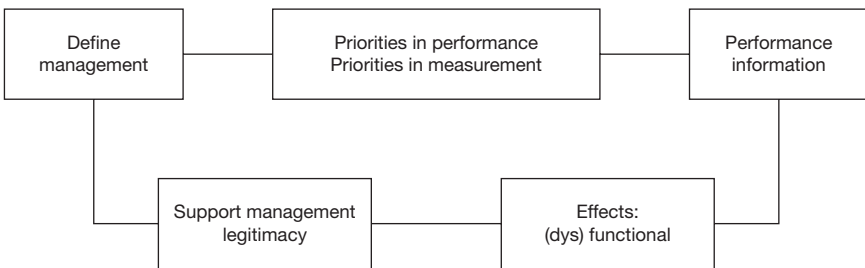 Define
management
Priorities in performance
Priorities in measurement
Performance
information
Support management
legitimacy
Effects:
(dys) functional